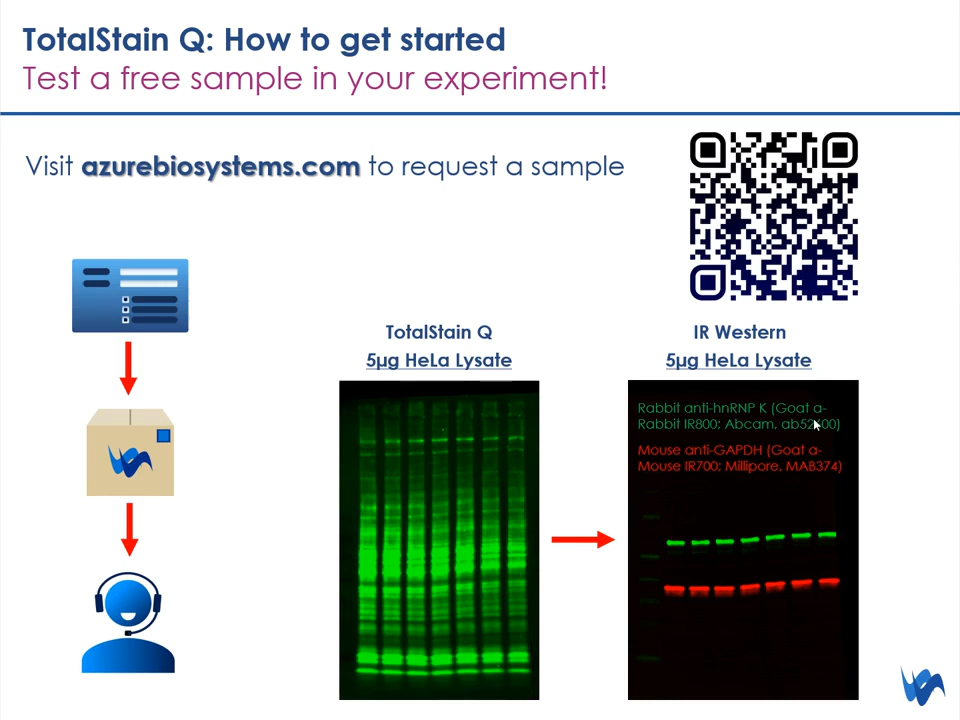 TotalStain Q: How to get started
Test a free sample in your experiment!
Visit azurebiosystems.com to request a sample
TotalStain Q
5µg HeLa Lysate
IR Western
5µg HeLa Lysate
Rabbit anti-hnRNP K (Goat a-
Rabbit IR800; Abcam,
Mouse anti-GAPDH (Goat a-
Mouse IR700; Millipore, MAB374)